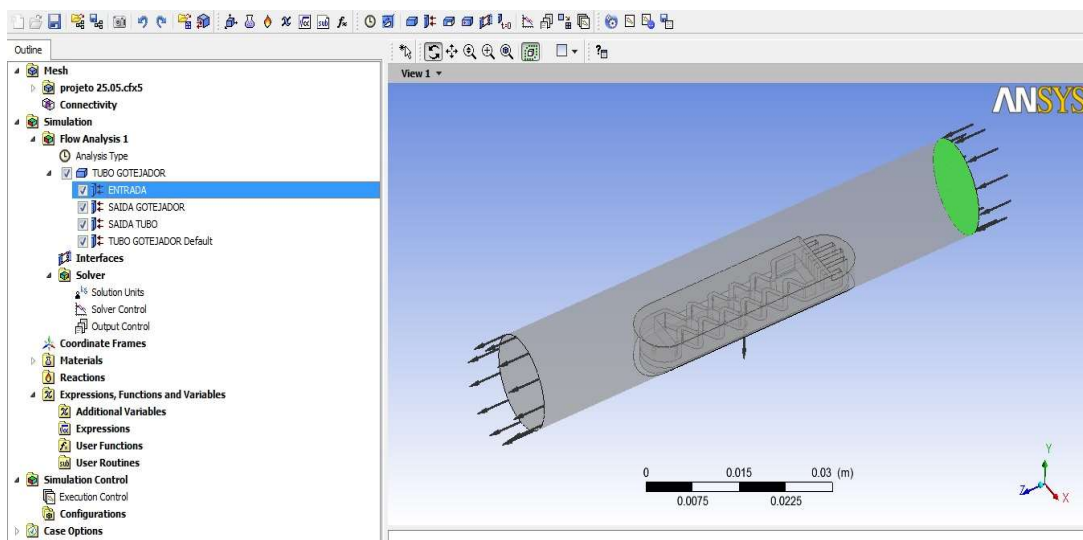 Outline
Mesh
projeto 25.05.cfx5
Connectivity
Simulation
Flow Analysis 1
Analysis Type
TUBO GOTEJADOR
ENTRADA
SAIDA GOTEJADOR
SAIDA TUBO
TUBO GOTEJADOR Default
Interfaces
Solver
Solution Units
Solver Control
Output Control
Coordinate Frames
Materials
Reactions
Expressions, Functions and Variables
Additional Variables
Expressions
User Functions
User Routines
Simulation Control
Execution Control
Configurations
Case Options
View 1
ANSYS
0 0.015 0.03 (m)
0.0075 0.0225
Y
Z X